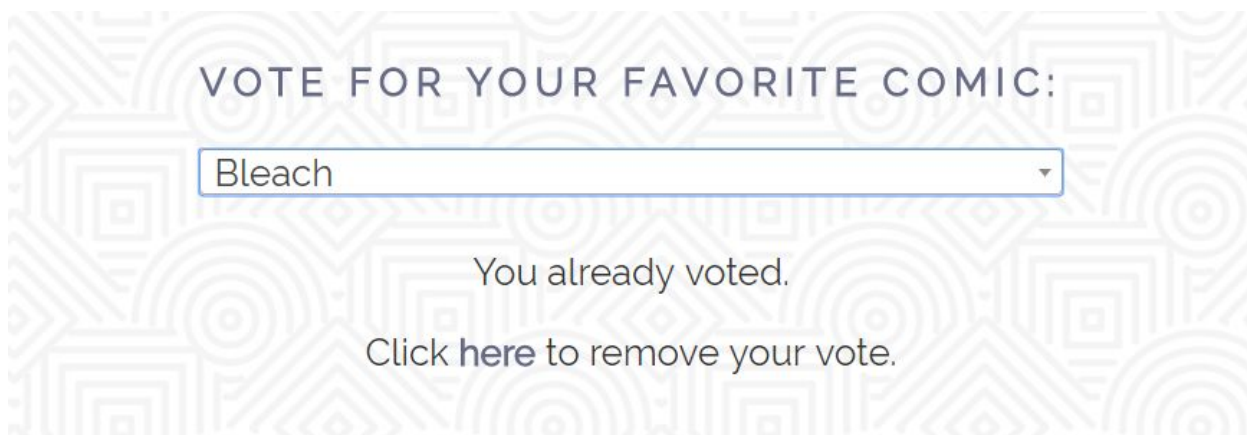 VOTE FOR YOUR FAVORITE COMIC:
Bleach
You already voted.
Click here to remove your vote.